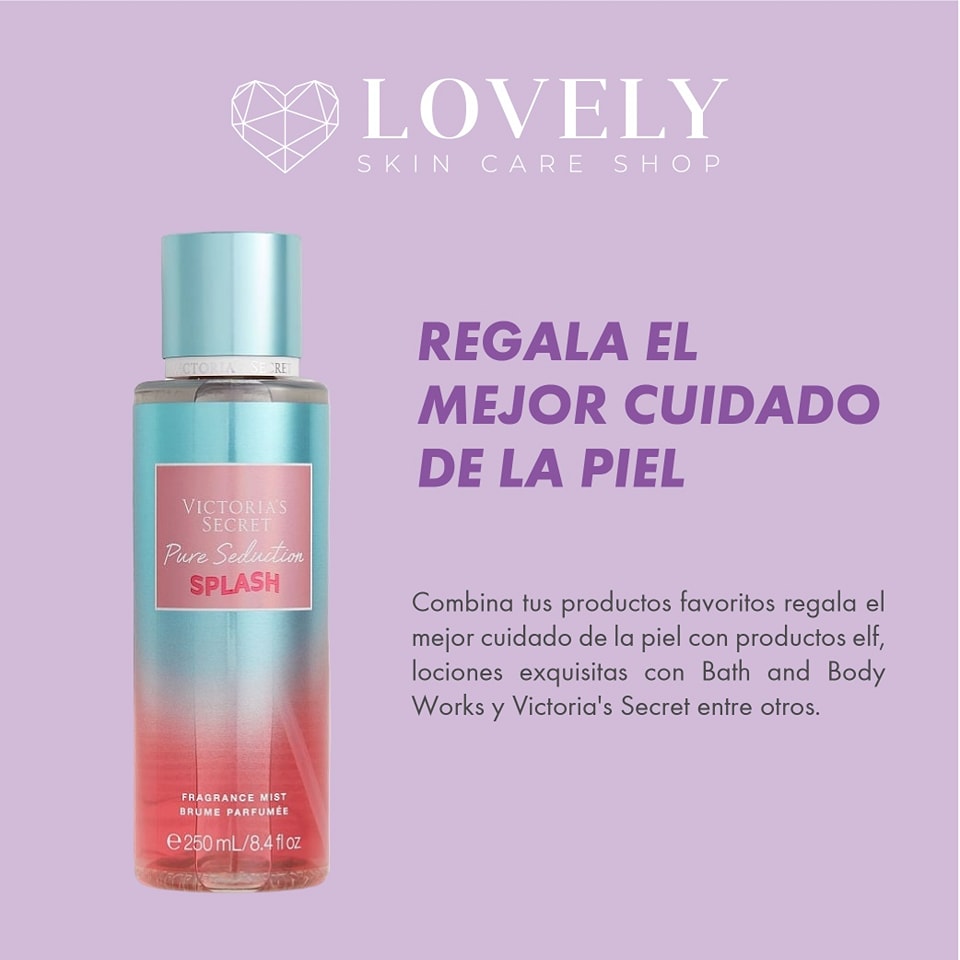 LOVELY
SKIN CARE SHOP
REGALA EL
MEJOR CUIDADO
DE LA PIEL
VICTORIA'S
SECRET
Pure Seduction
SPLASH
Combina tus productos favoritos regala el
mejor cuidado de la piel con productos elf,
lociones exquisitas con Bath and Body
Works y Victoria's Secret entre otros.
FRAGRANCE MIST
BRUME PARFUMÉE
℮250 mL/8.4 fl oz